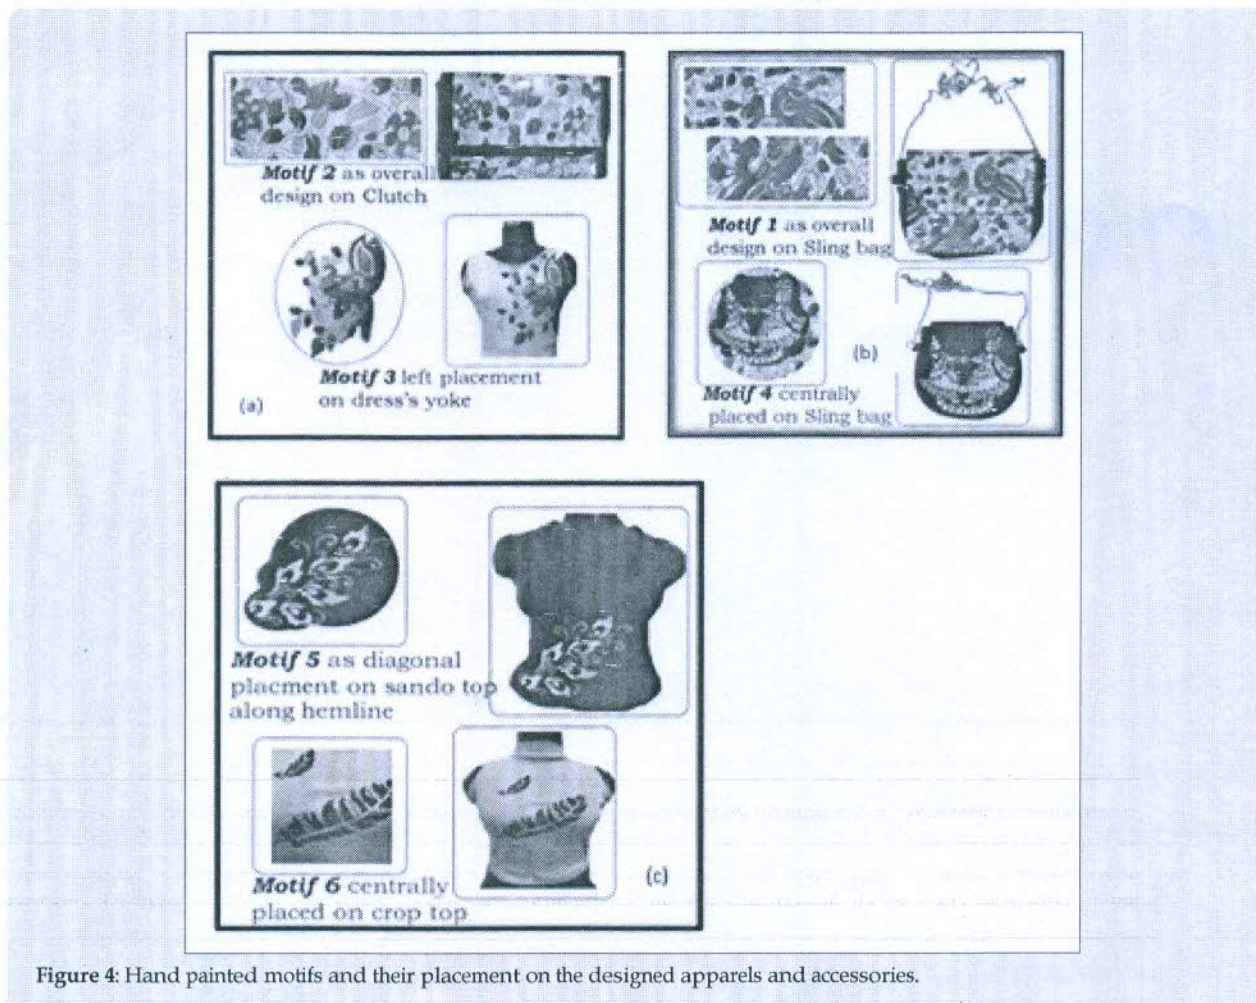 Motif 2 as overall
design on Clutch
Motif 3 left placement
on dress's yoke
(a)
Motif 1 as overall
design on Sling bag
(b)
Motif 4 centrally
placed on Sling bag
Motif 5 as diagonal
placment on sando top
along hemline
Motif 6 centrally
placed on crop top
(c)
Figure 4: Hand painted motifs and their placement on the designed apparels and accessories.